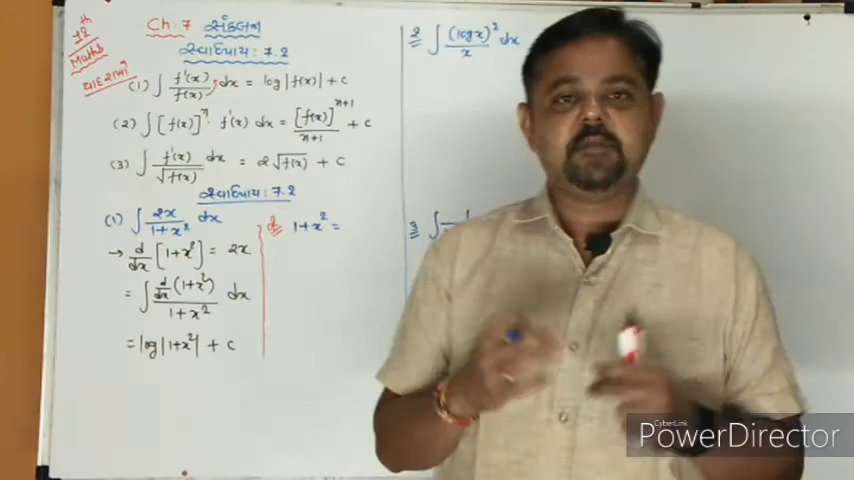 12th
Maths
યાદ રાખો
Ch: 7 સંકલન
સ્વાધ્યાય: 7.2
(1) ∫ f'(x)/f(x) dx = log|f(x)| + c
(2) ∫ [f(x)]^n · f'(x) dx = [f(x)]^(n+1)/(n+1) + c
(3) ∫ f'(x)/√f(x) dx = 2√f(x) + c
સ્વાધ્યાય: 7.2
(1) ∫ 2x/(1+x²) dx
→ d/dx [1+x²] = 2x
= ∫ (d/dx (1+x²))/(1+x²) dx
= log|1+x²| + c
1+x² =
2 ∫ (logx)²/x dx
3 ∫
CyberLink
PowerDirector